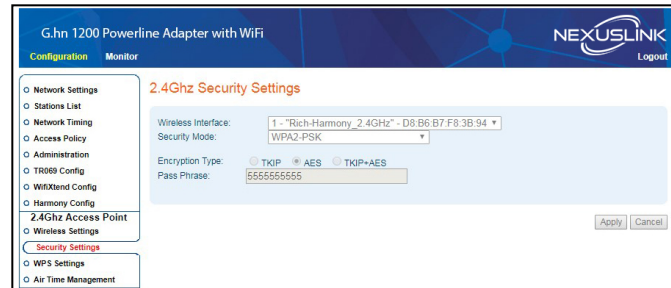 G.hn 1200 Powerline Adapter with WiFi
NEXUSLINK
Configuration Monitor
Logout
Network Settings
Stations List
Network Timing
Access Policy
Administration
TR069 Config
WifiXtend Config
Harmony Config
2.4Ghz Access Point
Wireless Settings
Security Settings
WPS Settings
Air Time Management
2.4Ghz Security Settings
Wireless Interface: 1 - "Rich-Harmony_2.4GHz" - D8:B6:B7:F8:3B:94
Security Mode: WPA2-PSK
Encryption Type: TKIP AES TKIP+AES
Pass Phrase: 5555555555
Apply Cancel